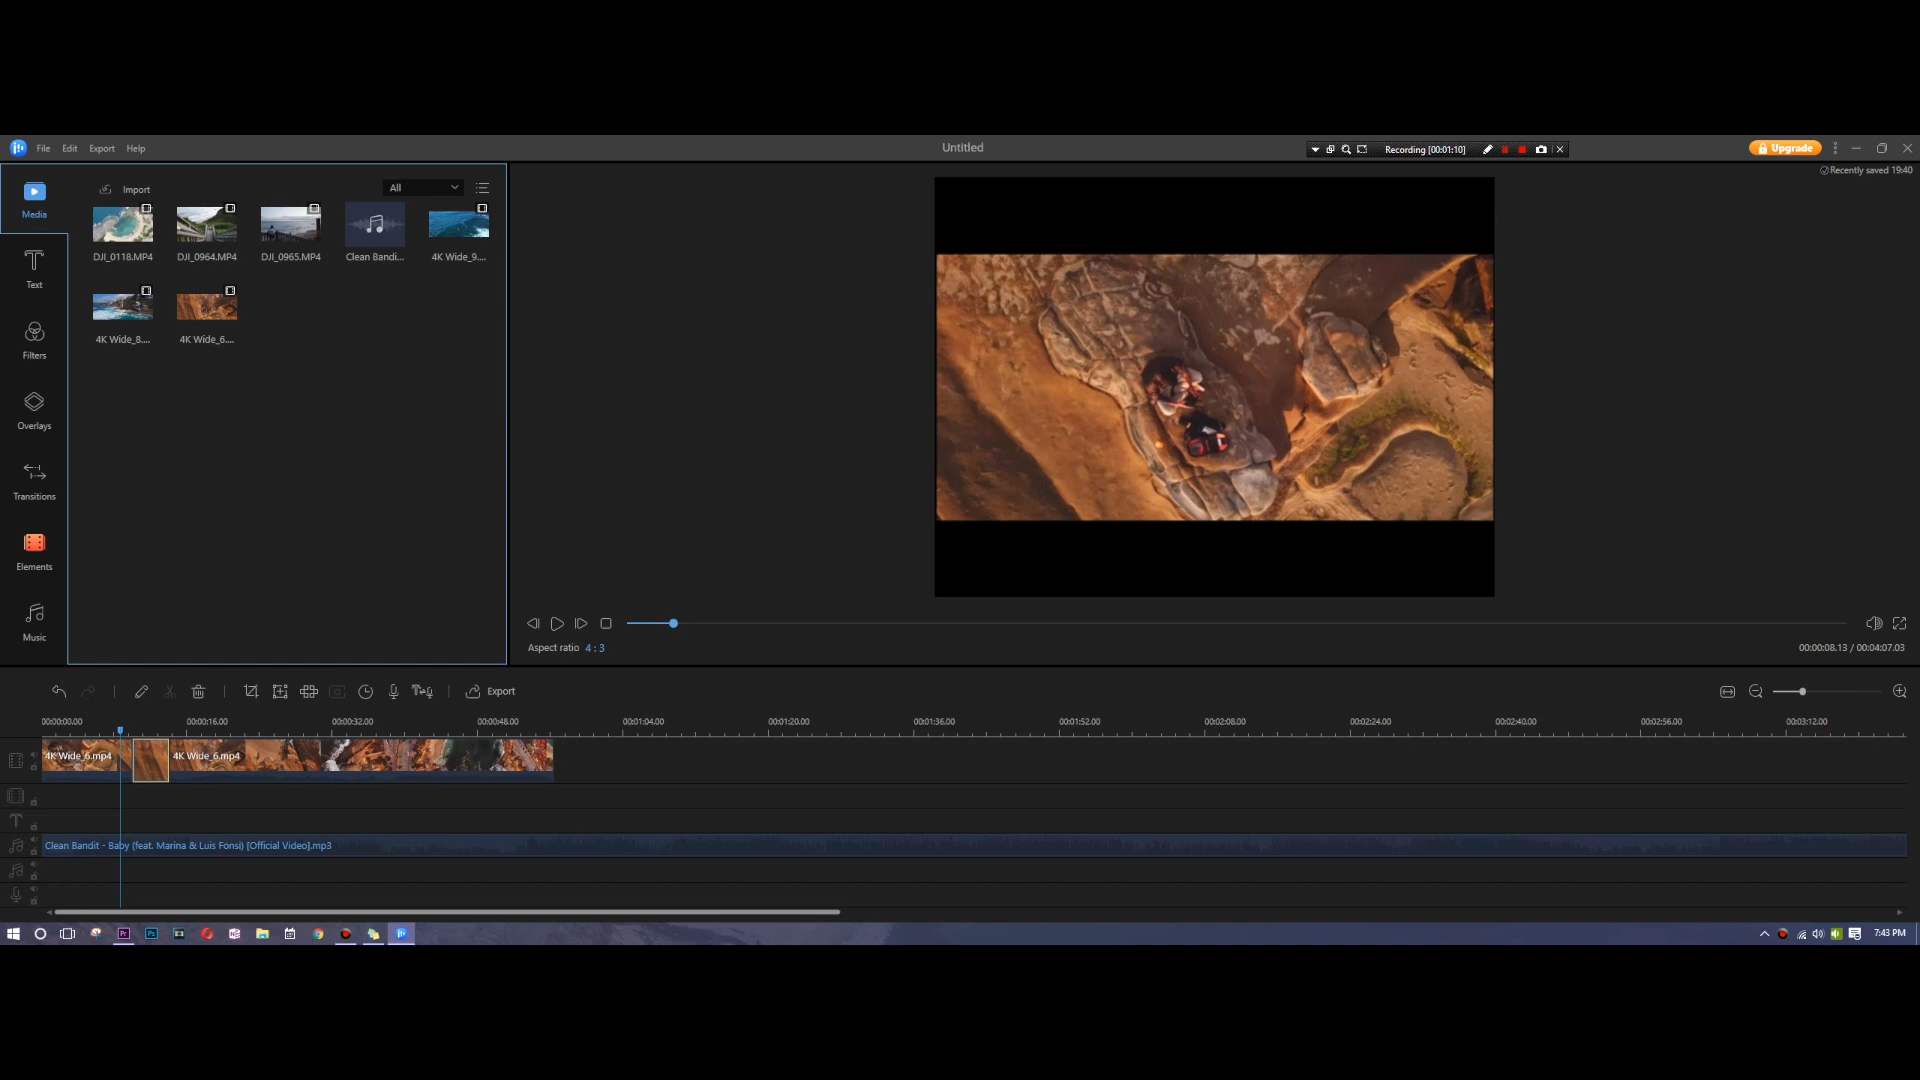 File Edit Export Help
Untitled
Recording [00:01:10]
Upgrade
Recently saved 19:40
Media
Import
All
DJI_0118.MP4 DJI_0964.MP4 DJI_0965.MP4 Clean Bandi... 4K Wide_9....
4K Wide_8.... 4K Wide_6....
Text
Filters
Overlays
Transitions
Elements
Music
Aspect ratio 4 : 3
00:00:08.13 / 00:04:07.03
Export
00:00:00.00 00:00:16.00 00:00:32.00 00:00:48.00 00:01:04.00 00:01:20.00 00:01:36.00 00:01:52.00 00:02:08.00 00:02:24.00 00:02:40.00 00:02:56.00 00:03:12.00
4K Wide_6.mp4 4K Wide_6.mp4
Clean Bandit - Baby (feat. Marina & Luis Fonsi) [Official Video].mp3
Pr Ps
7:43 PM